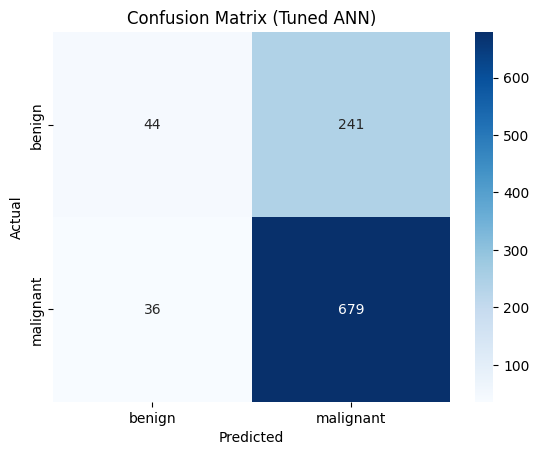 Confusion Matrix (Tuned ANN)
benign
44
241
malignant
36
679
Actual
benign
malignant
Predicted
600
500
400
300
200
100